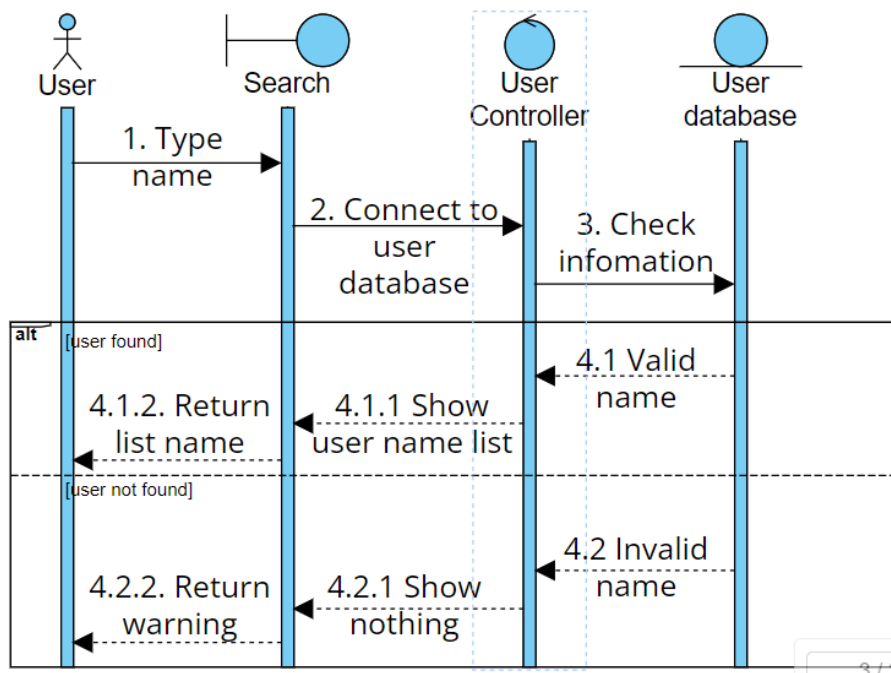 User
Search
User
Controller
User
database
1. Type
name
2. Connect to
user
database
3. Check
infomation
alt
[user found]
4.1 Valid
name
4.1.1 Show
user name list
4.1.2. Return
list name
[user not found]
4.2 Invalid
name
4.2.1 Show
nothing
4.2.2. Return
warning